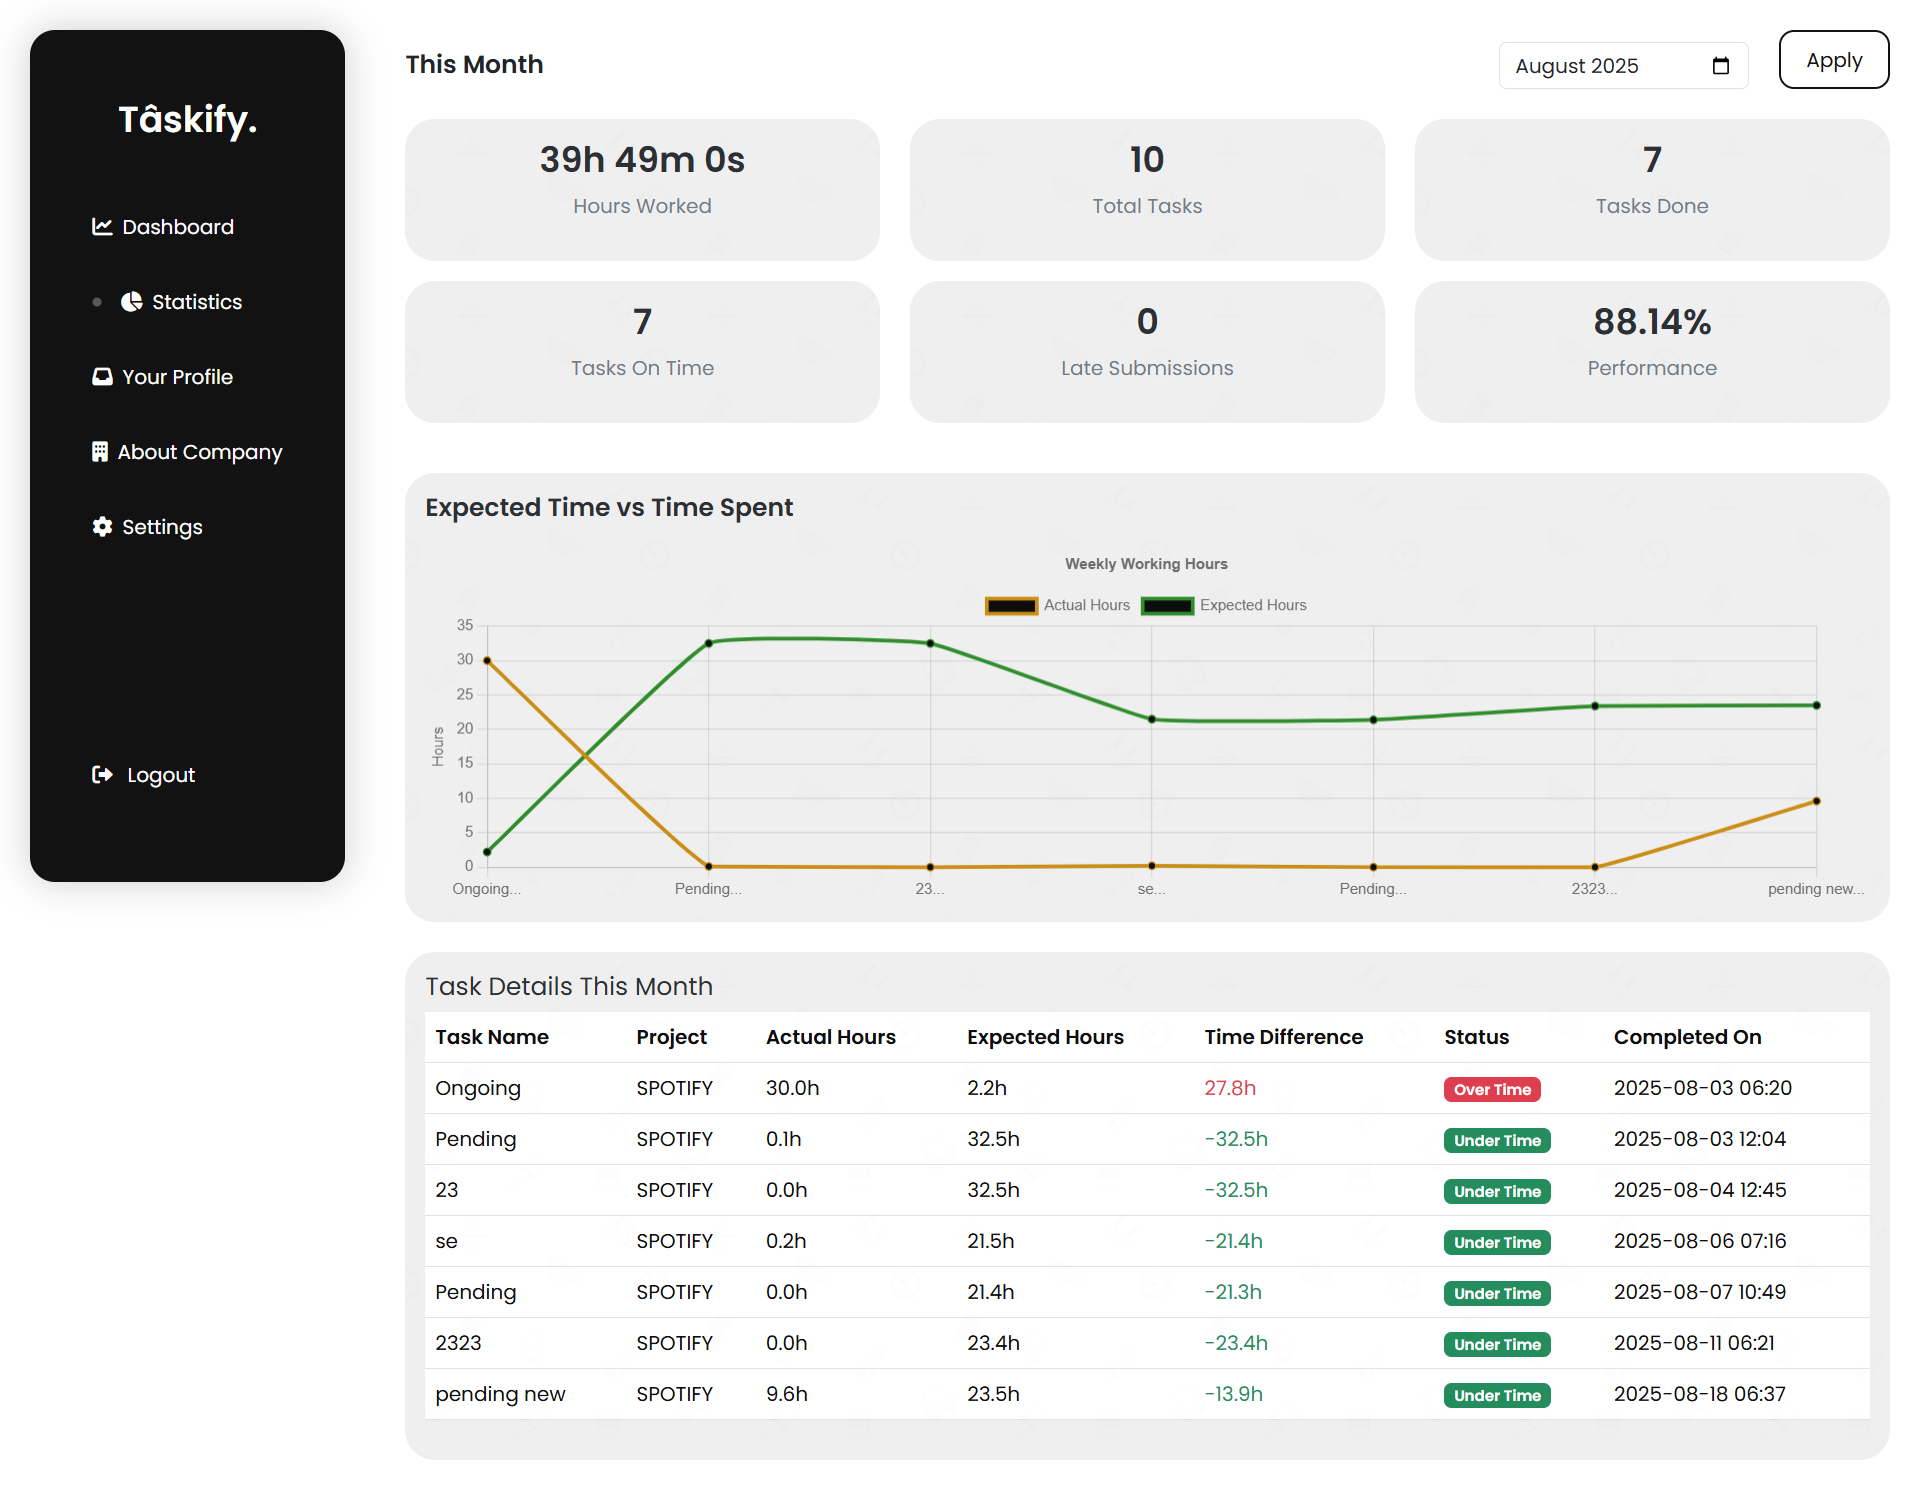 Tâskify.
Dashboard
Statistics
Your Profile
About Company
Settings
Logout
This Month
August 2025
Apply
39h 49m 0s
Hours Worked
10
Total Tasks
7
Tasks Done
7
Tasks On Time
0
Late Submissions
88.14%
Performance
Expected Time vs Time Spent
Weekly Working Hours
Actual Hours Expected Hours
35
30
25
20
15
10
5
0
Hours
Ongoing... Pending... 23... se... Pending... 2323... pending new...
Task Details This Month
Task Name Project Actual Hours Expected Hours Time Difference Status Completed On
Ongoing SPOTIFY 30.0h 2.2h 27.8h Over Time 2025-08-03 06:20
Pending SPOTIFY 0.1h 32.5h -32.5h Under Time 2025-08-03 12:04
23 SPOTIFY 0.0h 32.5h -32.5h Under Time 2025-08-04 12:45
se SPOTIFY 0.2h 21.5h -21.4h Under Time 2025-08-06 07:16
Pending SPOTIFY 0.0h 21.4h -21.3h Under Time 2025-08-07 10:49
2323 SPOTIFY 0.0h 23.4h -23.4h Under Time 2025-08-11 06:21
pending new SPOTIFY 9.6h 23.5h -13.9h Under Time 2025-08-18 06:37